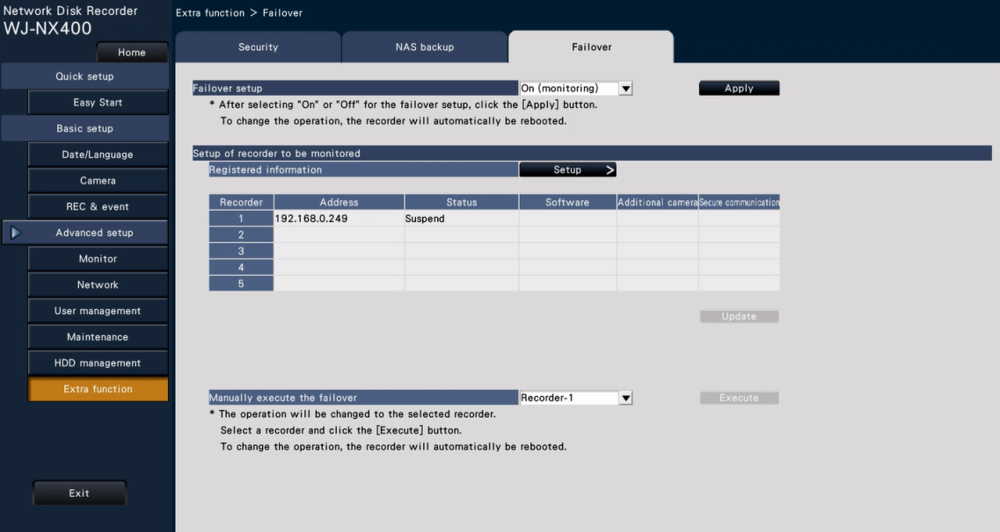 Network Disk Recorder
WJ-NX400
Home
Quick setup
Easy Start
Basic setup
Date/Language
Camera
REC & event
Advanced setup
Monitor
Network
User management
Maintenance
HDD management
Extra function
Exit
Extra function > Failover
Security NAS backup Failover
Failover setup On (monitoring) Apply
* After selecting "On" or "Off" for the failover setup, click the [Apply] button.
To change the operation, the recorder will automatically be rebooted.
Setup of recorder to be monitored
Registered information Setup >
Recorder Address Status Software Additional camera Secure communication
1 192.168.0.249 Suspend
2
3
4
5
Update
Manually execute the failover Recorder-1 Execute
* The operation will be changed to the selected recorder.
Select a recorder and click the [Execute] button.
To change the operation, the recorder will automatically be rebooted.